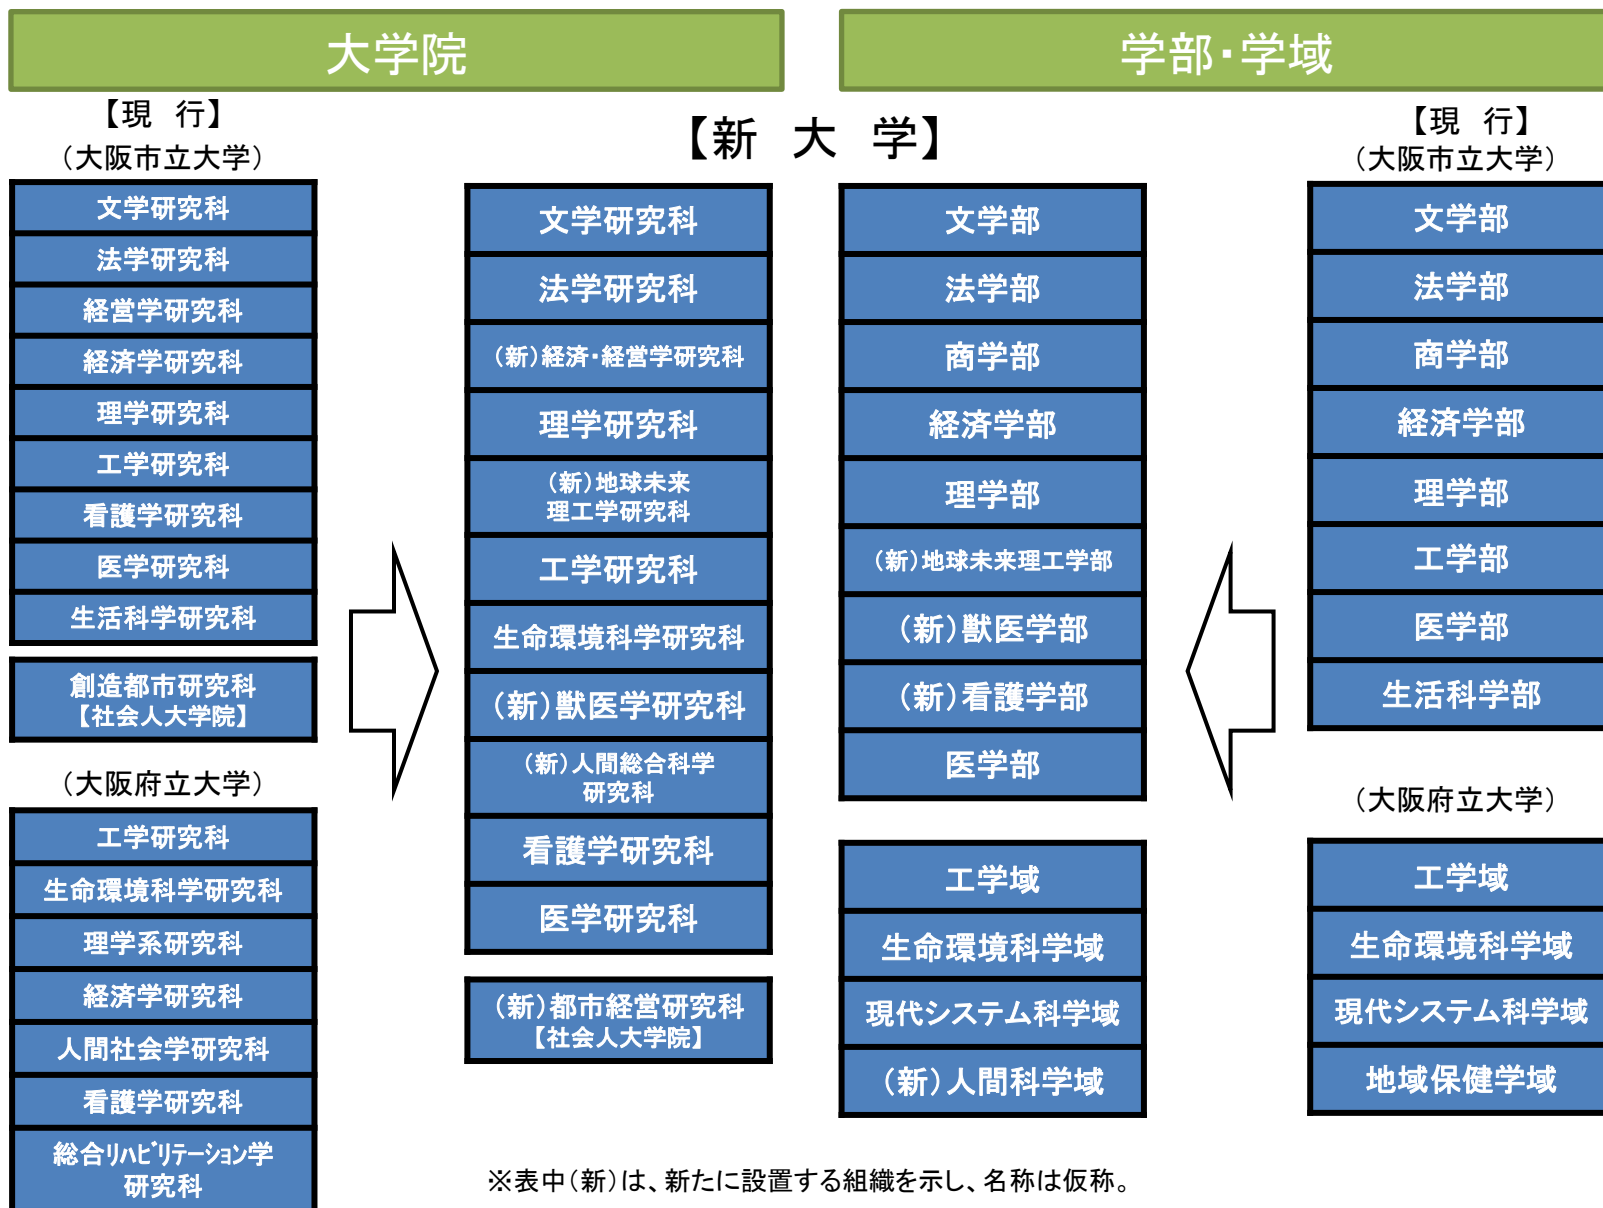 大学院
学部・学域
【現　行】
（大阪市立大学）
文学研究科
法学研究科
経営学研究科
経済学研究科
理学研究科
工学研究科
看護学研究科
医学研究科
生活科学研究科
創造都市研究科
【社会人大学院】
（大阪府立大学）
工学研究科
生命環境科学研究科
理学系研究科
経済学研究科
人間社会学研究科
看護学研究科
総合ﾘﾊﾋﾞﾘﾃｰｼｮﾝ学
研究科
【新　大　学】
文学研究科
法学研究科
（新）経済・経営学研究科
理学研究科
（新）地球未来
理工学研究科
工学研究科
生命環境科学研究科
（新）獣医学研究科
（新）人間総合科学
研究科
看護学研究科
医学研究科
（新）都市経営研究科
【社会人大学院】
文学部
法学部
商学部
経済学部
理学部
（新）地球未来理工学部
（新）獣医学部
（新）看護学部
医学部
工学域
生命環境科学域
現代システム科学域
（新）人間科学域
【現　行】
（大阪市立大学）
文学部
法学部
商学部
経済学部
理学部
工学部
医学部
生活科学部
（大阪府立大学）
工学域
生命環境科学域
現代システム科学域
地域保健学域
※表中（新）は、新たに設置する組織を示し、名称は仮称。